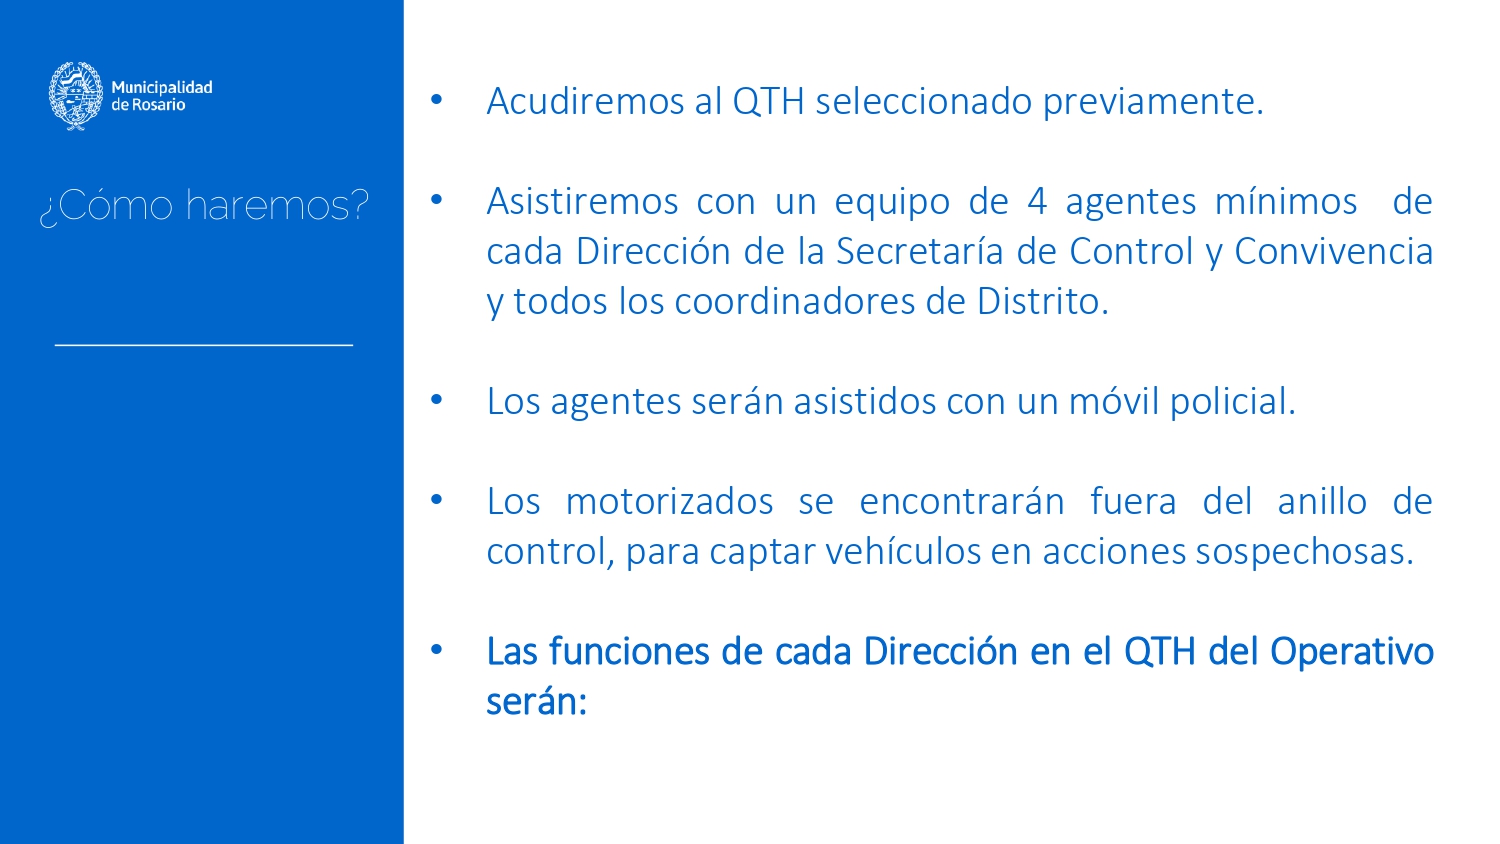 Municipalidad
de Rosario
¿Cómo haremos?
• Acudiremos al QTH seleccionado previamente.
• Asistiremos con un equipo de 4 agentes mínimos de
cada Dirección de la Secretaría de Control y Convivencia
y todos los coordinadores de Distrito.
• Los agentes serán asistidos con un móvil policial.
• Los motorizados se encontrarán fuera del anillo de
control, para captar vehículos en acciones sospechosas.
• Las funciones de cada Dirección en el QTH del Operativo
serán: